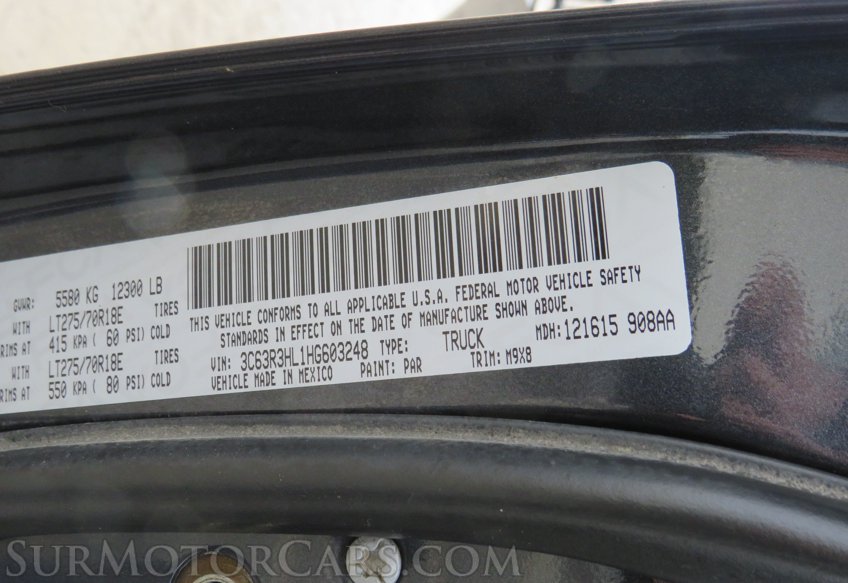 GVWR: 5580 KG 12300 LB
WITH LT275/70R18E TIRES
RIMS AT 415 KPA ( 60 PSI) COLD
WITH LT275/70R18E TIRES
RIMS AT 550 KPA ( 80 PSI) COLD
THIS VEHICLE CONFORMS TO ALL APPLICABLE U.S.A. FEDERAL MOTOR VEHICLE SAFETY
STANDARDS IN EFFECT ON THE DATE OF MANUFACTURE SHOWN ABOVE.
VIN: 3C63R3HL1HG603248 TYPE: TRUCK MDH: 121615 908AA
VEHICLE MADE IN MEXICO PAINT: PAR TRIM: M9X8
SURMOTORCARS.COM